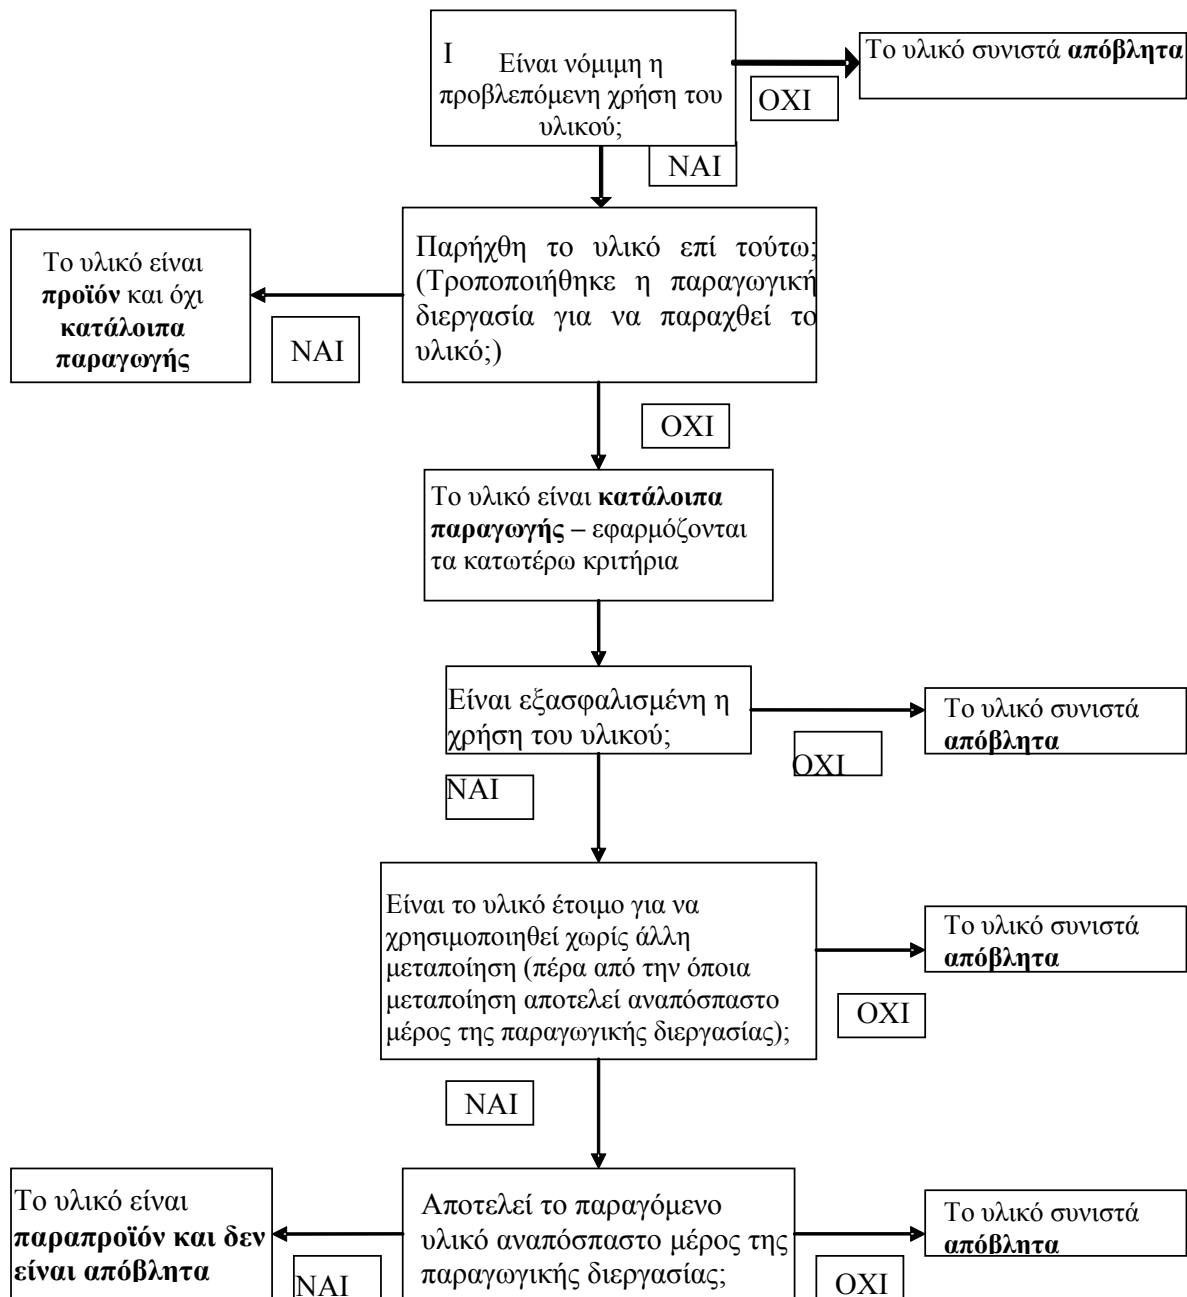 Ι
Είναι νόμιμη η
προβλεπόμενη χρήση του
υλικού;
ΟΧΙ
Το υλικό συνιστά απόβλητα
ΝΑΙ
Παρήχθη το υλικό επί τούτω;
(Τροποποιήθηκε η παραγωγική
διεργασία για να παραχθεί το
υλικό;)
ΝΑΙ
Το υλικό είναι
προϊόν και όχι
κατάλοιπα
παραγωγής
ΟΧΙ
Το υλικό είναι κατάλοιπα
παραγωγής – εφαρμόζονται
τα κατωτέρω κριτήρια
Είναι εξασφαλισμένη η
χρήση του υλικού;
ΟΧΙ
Το υλικό συνιστά
απόβλητα
ΝΑΙ
Είναι το υλικό έτοιμο για να
χρησιμοποιηθεί χωρίς άλλη
μεταποίηση (πέρα από την όποια
μεταποίηση αποτελεί αναπόσπαστο
μέρος της παραγωγικής διεργασίας);
ΟΧΙ
Το υλικό συνιστά
απόβλητα
ΝΑΙ
Αποτελεί το παραγόμενο
υλικό αναπόσπαστο μέρος της
παραγωγικής διεργασίας;
ΝΑΙ
Το υλικό είναι
παραπροϊόν και δεν
είναι απόβλητα
ΟΧΙ
Το υλικό συνιστά
απόβλητα